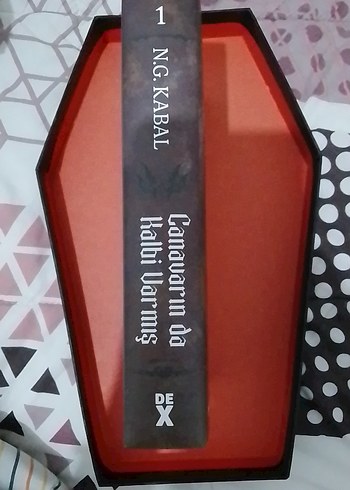 1
N.G. KABAL
Canavarın da
Kalbi Varmış
DE
X